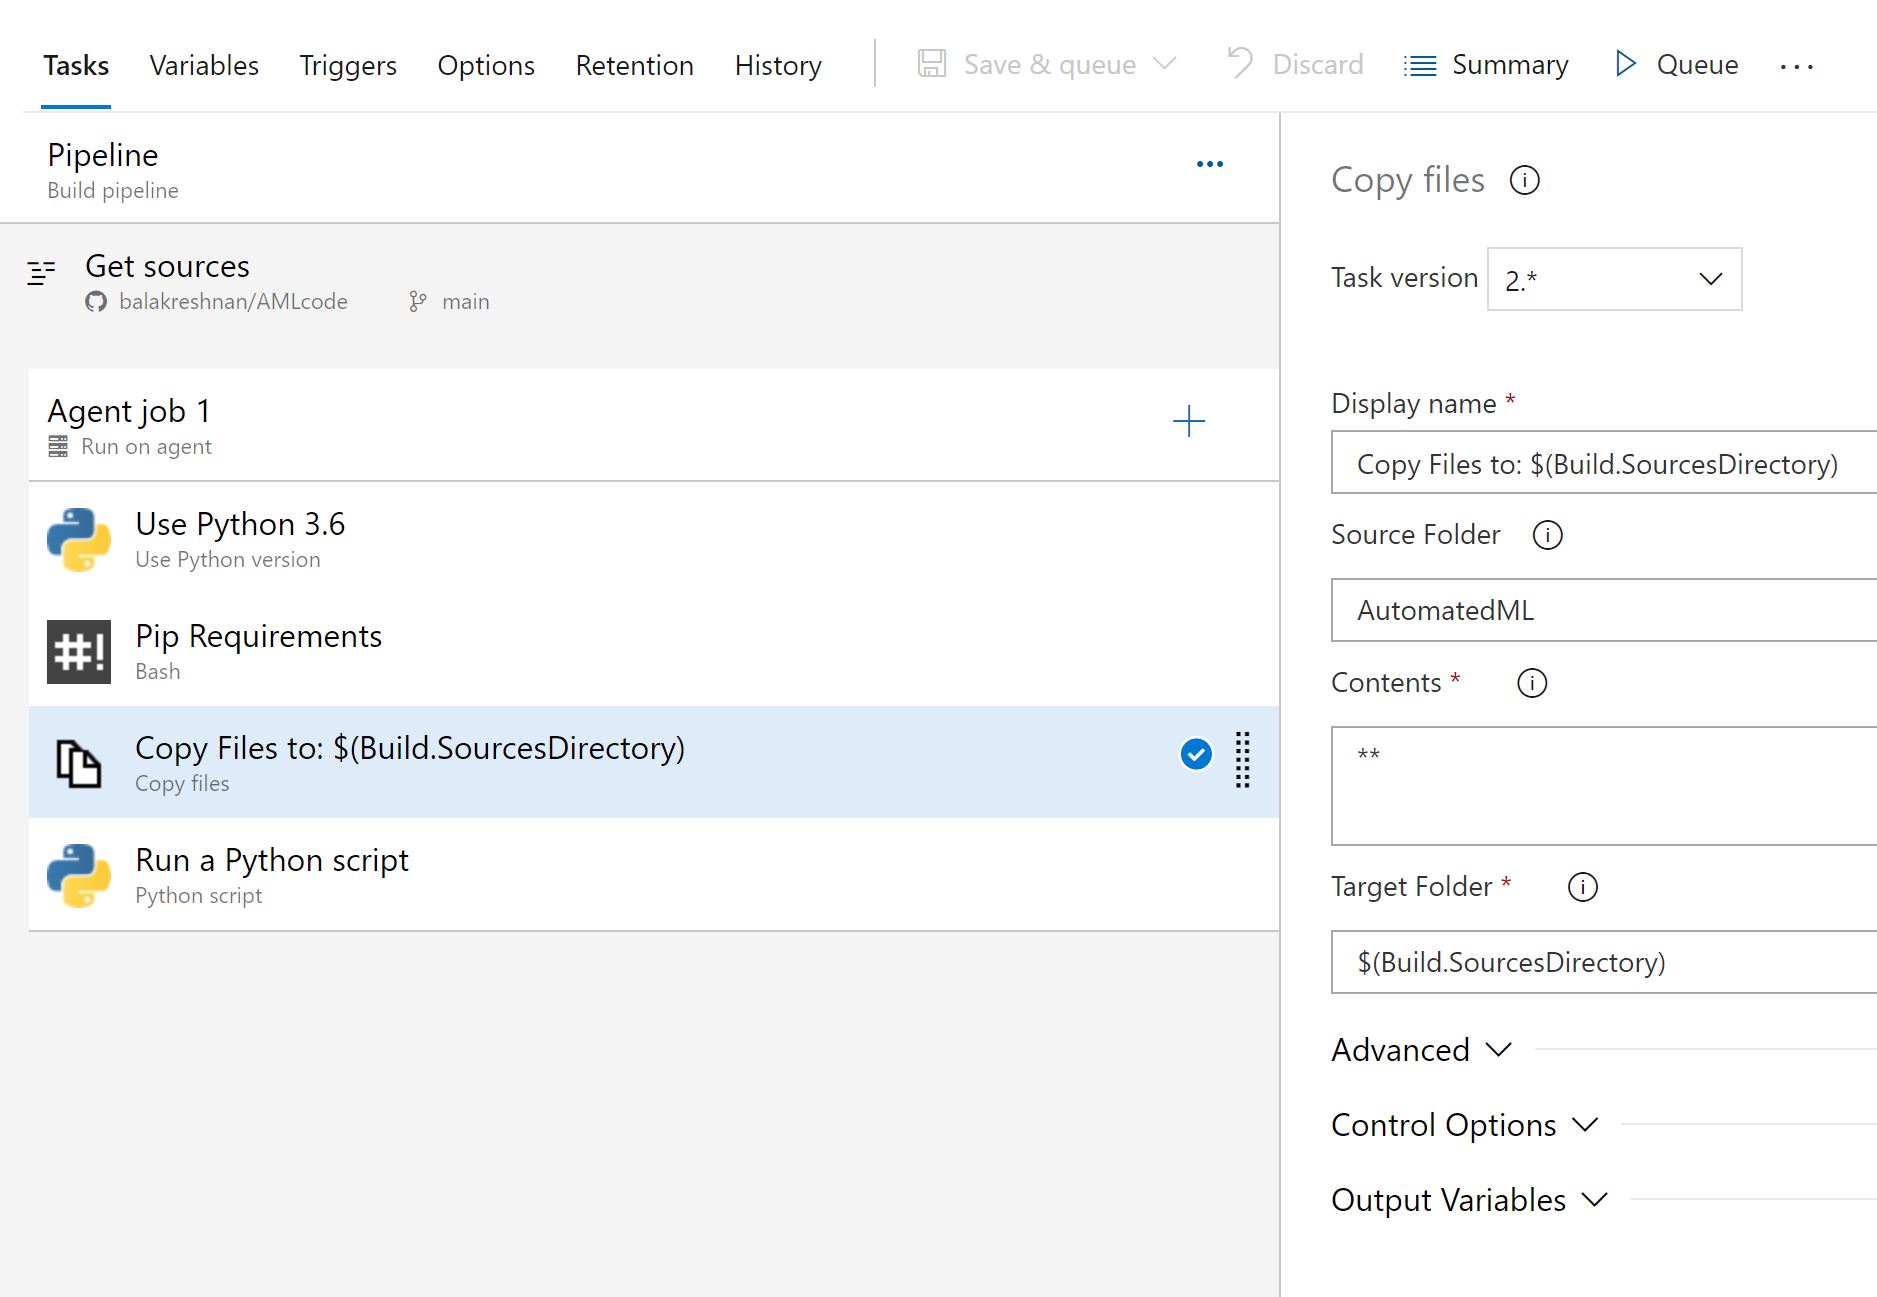 Tasks Variables Triggers Options Retention History Save & queue Discard Summary Queue ...
Pipeline
Build pipeline
Get sources
balakreshnan/AMLcode main
Agent job 1
Run on agent
Use Python 3.6
Use Python version
#! Pip Requirements
Bash
Copy Files to: $(Build.SourcesDirectory)
Copy files
Run a Python script
Python script
Copy files
Task version 2.*
Display name *
Copy Files to: $(Build.SourcesDirectory)
Source Folder
AutomatedML
Contents *
**
Target Folder *
$(Build.SourcesDirectory)
Advanced
Control Options
Output Variables